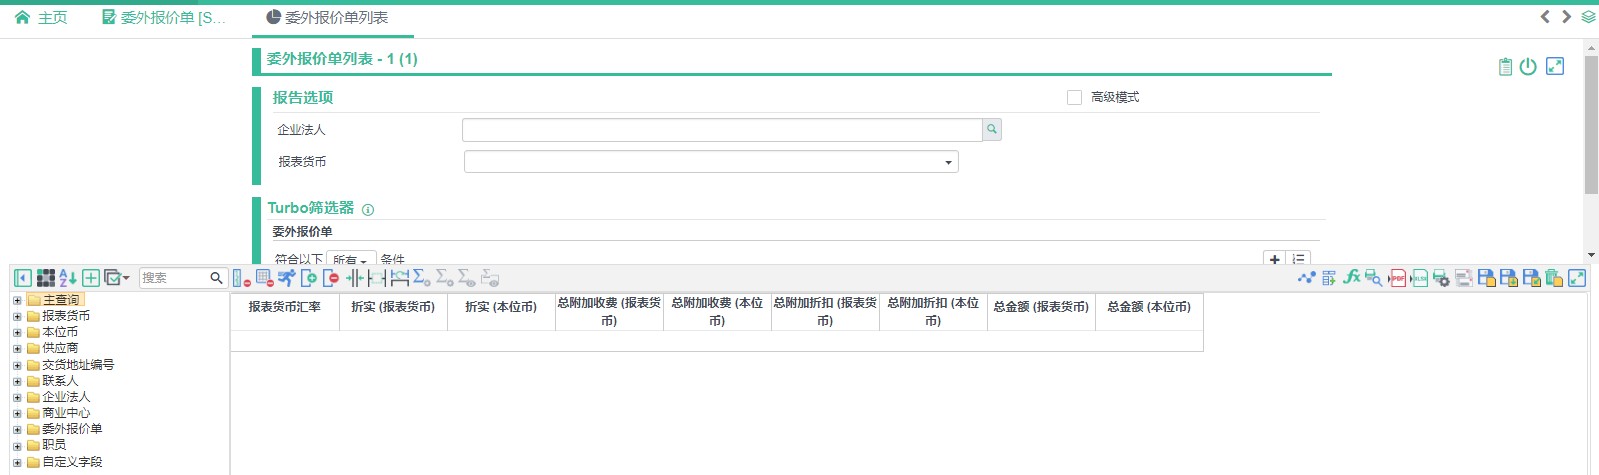 主页
委外报价单 [S...
委外报价单列表
委外报价单列表 - 1 (1)
报告选项
高级模式
企业法人
报表货币
Turbo筛选器
委外报价单
符合以下 所有 条件
搜索
主查询
报表货币
本位币
供应商
交货地址编号
联系人
企业法人
商业中心
委外报价单
职员
自定义字段
报表货币汇率
折实 (报表货币)
折实 (本位币)
总附加收费 (报表货
币)
总附加收费 (本位
币)
总附加折扣 (报表货
币)
总附加折扣 (本位
币)
总金额 (报表货币)
总金额 (本位币)